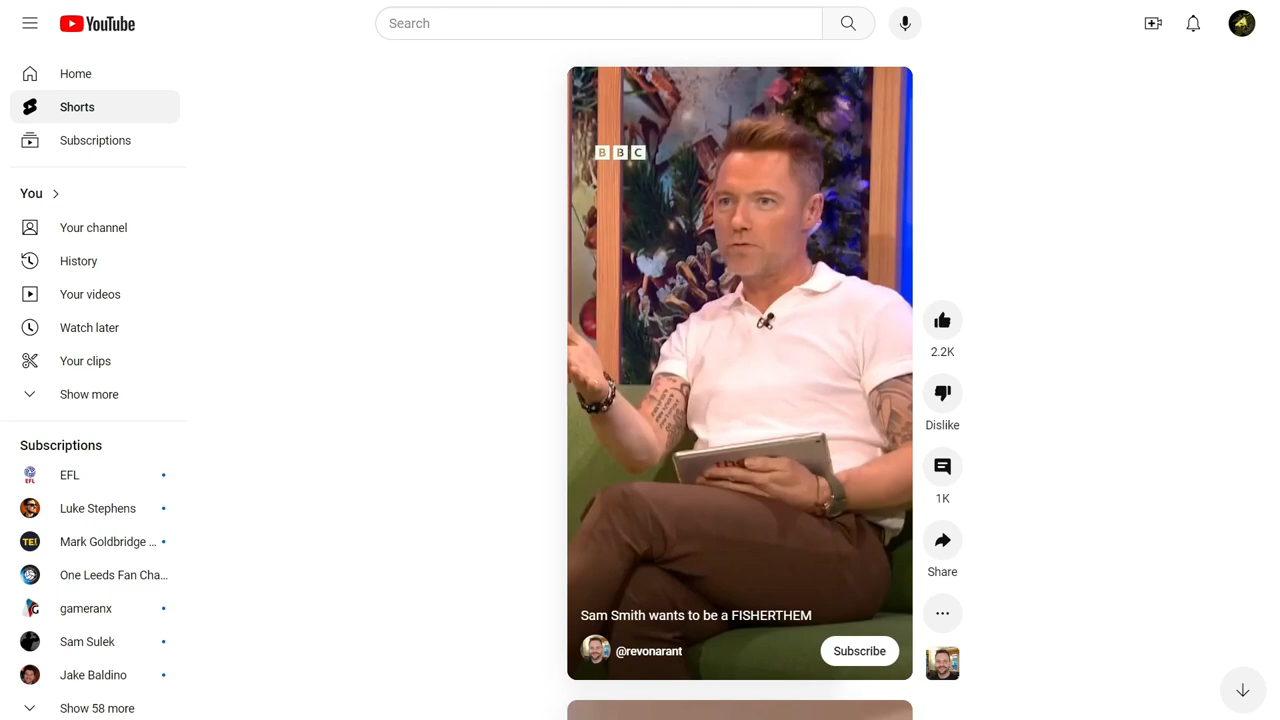 YouTube
Search
Home
Shorts
Subscriptions
You
Your channel
History
Your videos
Watch later
Your clips
Show more
Subscriptions
EFL
Luke Stephens
Mark Goldbridge ...
One Leeds Fan Cha...
gameranx
Sam Sulek
Jake Baldino
Show 58 more
BBC
Sam Smith wants to be a FISHERTHEM
@revonarant
Subscribe
2.2K
Dislike
1K
Share